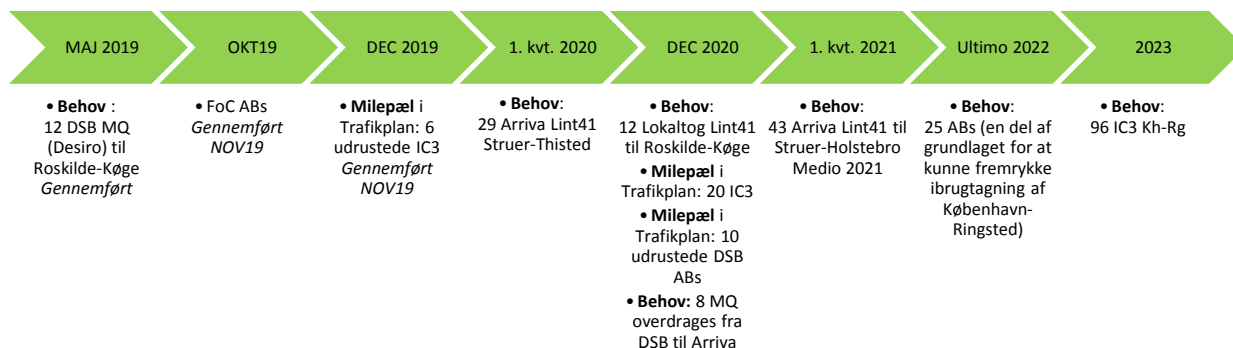 MAJ 2019
OKT19
DEC 2019
1. kvt. 2020
DEC 2020
1. kvt. 2021
Ultimo 2022
2023
• Behov :
12 DSB MQ
(Desiro) til
Roskilde-Køge
Gennemført
• FoC ABs
Gennemført
NOV19
• Milepæl i
Trafikplan: 6
udrustede IC3
Gennemført
NOV19
• Behov:
29 Arriva Lint41
Struer-Thisted
• Behov:
12 Lokaltog Lint41
til Roskilde-Køge
• Milepæl i
Trafikplan: 20 IC3
• Milepæl i
Trafikplan: 10
udrustede DSB
ABs
• Behov: 8 MQ
overdrages fra
DSB til Arriva
• Behov:
43 Arriva Lint41 til
Struer-Holstebro
Medio 2021
• Behov:
25 ABs (en del af
grundlaget for at
kunne fremrykke
ibrugtagning af
København-
Ringsted)
• Behov:
96 IC3 Kh-Rg